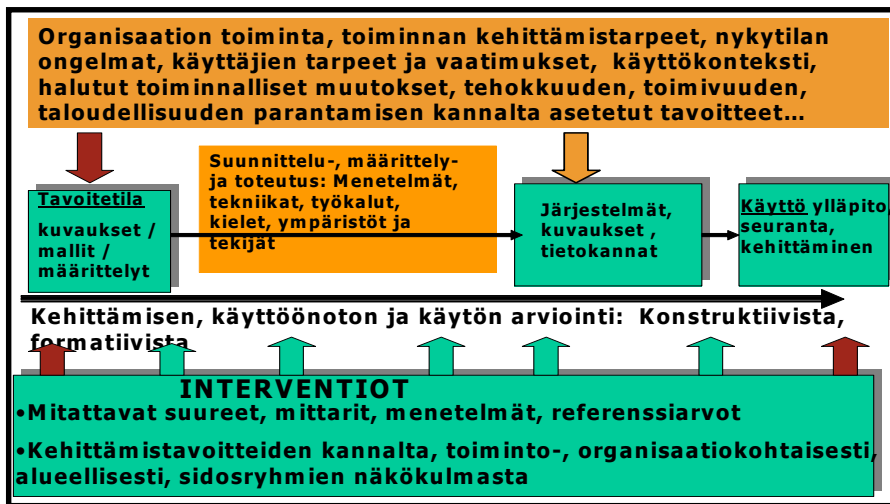 Organisaation toiminta, toiminnan kehittämistarpeet, nykytilan
ongelmat, käyttäjien tarpeet ja vaatimukset, käyttökonteksti,
halutut toiminnalliset muutokset, tehokkuuden, toimivuuden,
taloudellisuuden parantamisen kannalta asetetut tavoitteet...
Tavoitetila
kuvaukset /
mallit /
määrittelyt
Suunnittelu-, määrittely-
ja toteutus: Menetelmät,
tekniikat, työkalut,
kielet, ympäristöt ja
tekijät
Järjestelmät,
kuvaukset ,
tietokannat
Käyttö ylläpito,
seuranta,
kehittäminen
Kehittämisen, käyttöönoton ja käytön arviointi: Konstruktiivista,
formatiivista
INTERVENTIOT
•Mitattavat suureet, mittarit, menetelmät, referenssiarvot
•Kehittämistavoitteiden kannalta, toiminto-, organisaatiokohtaisesti,
alueellisesti, sidosryhmien näkökulmasta